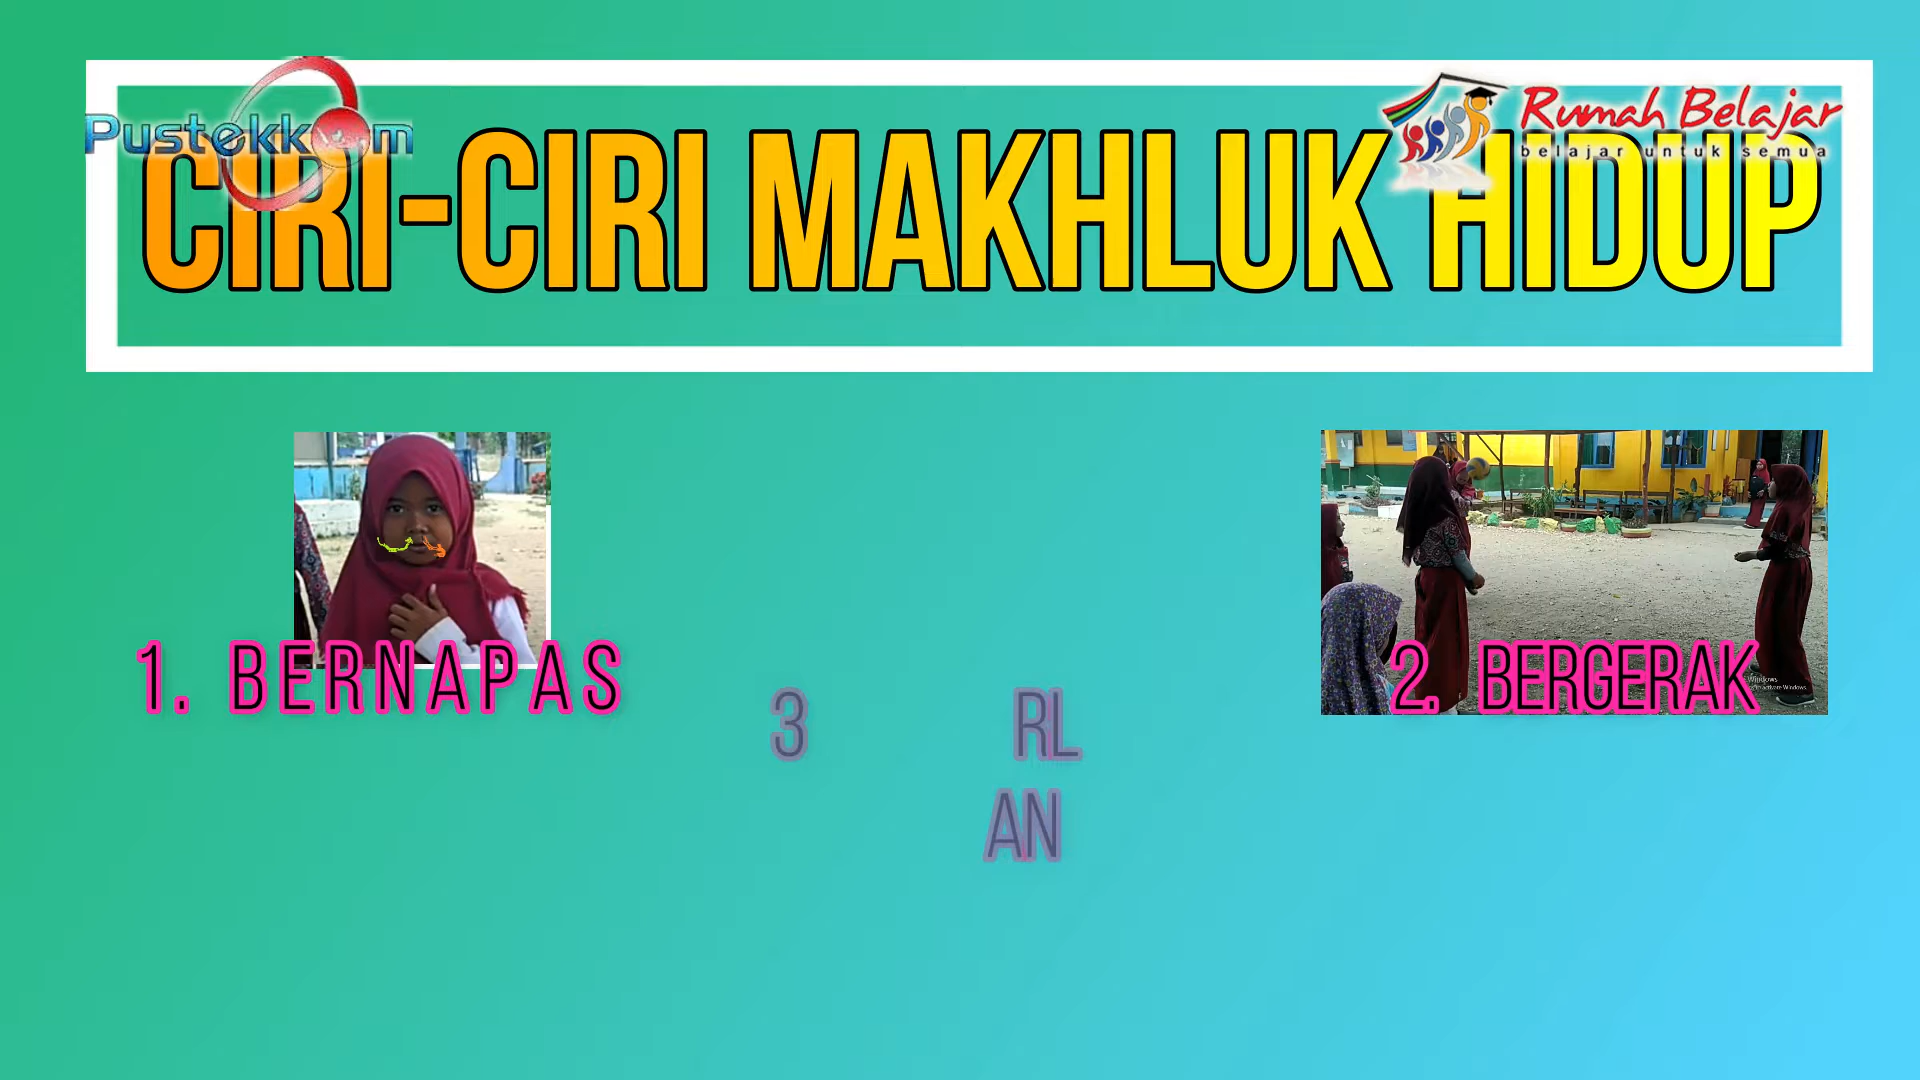 Pustekkom
Rumah Belajar
belajar untuk semua
CIRI-CIRI MAKHLUK HIDUP
1. BERNAPAS
2. BERGERAK
3 RL
AN